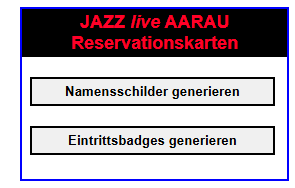 JAZZ live AARAU
Reservationskarten
Namensschilder generieren
Eintrittsbadges generieren